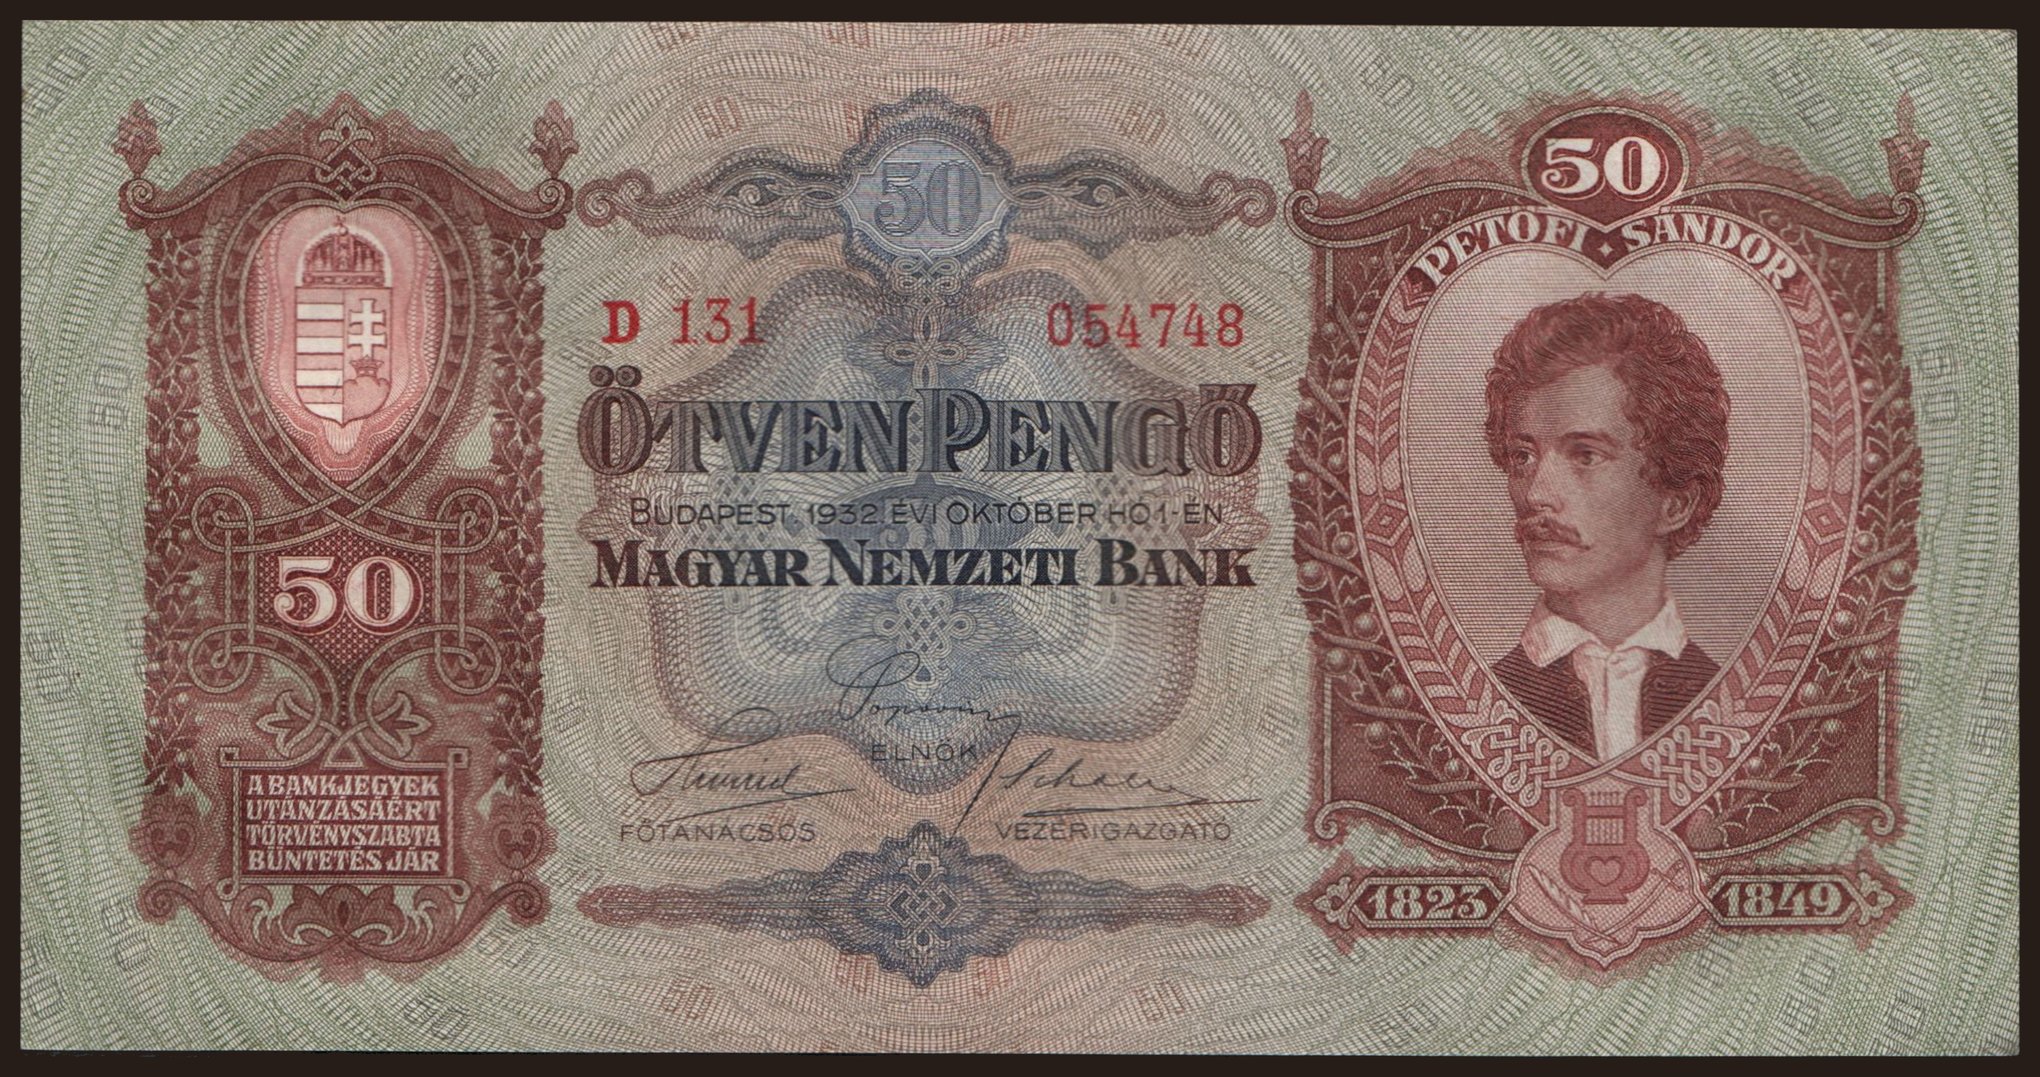 50
50
PETŐFI · SÁNDOR
D 131 054748
ÖTVEN PENGŐ
BUDAPEST. 1932. ÉVI OKTÓBER HÓ 1-ÉN
MAGYAR NEMZETI BANK
50
ELNÖK
FŐTANÁCSOS VEZÉRIGAZGATÓ
A BANKJEGYEK
UTÁNZÁSÁÉRT
TÖRVÉNYSZABTA
BÜNTETÉS JÁR
1823 1849